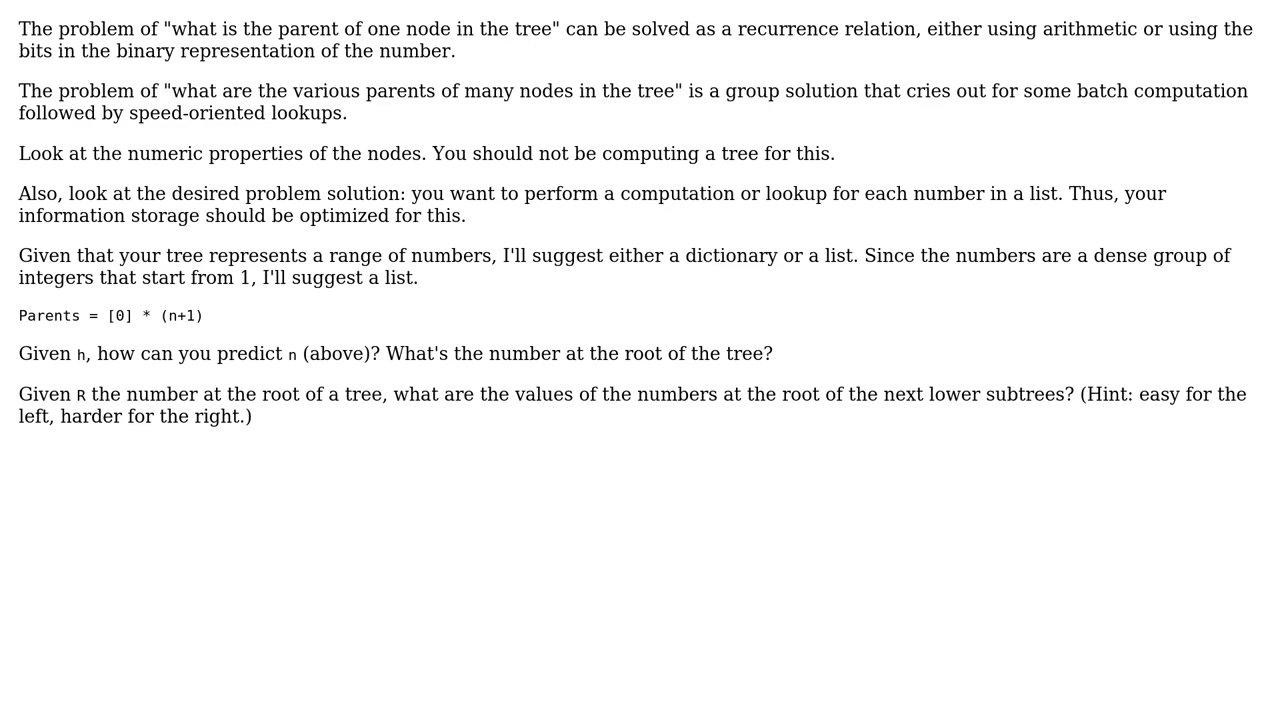 The problem of "what is the parent of one node in the tree" can be solved as a recurrence relation, either using arithmetic or using the
bits in the binary representation of the number.
The problem of "what are the various parents of many nodes in the tree" is a group solution that cries out for some batch computation
followed by speed-oriented lookups.
Look at the numeric properties of the nodes. You should not be computing a tree for this.
Also, look at the desired problem solution: you want to perform a computation or lookup for each number in a list. Thus, your
information storage should be optimized for this.
Given that your tree represents a range of numbers, I'll suggest either a dictionary or a list. Since the numbers are a dense group of
integers that start from 1, I'll suggest a list.
Parents = [0] * (n+1)
Given h, how can you predict n (above)? What's the number at the root of the tree?
Given R the number at the root of a tree, what are the values of the numbers at the root of the next lower subtrees? (Hint: easy for the
left, harder for the right.)